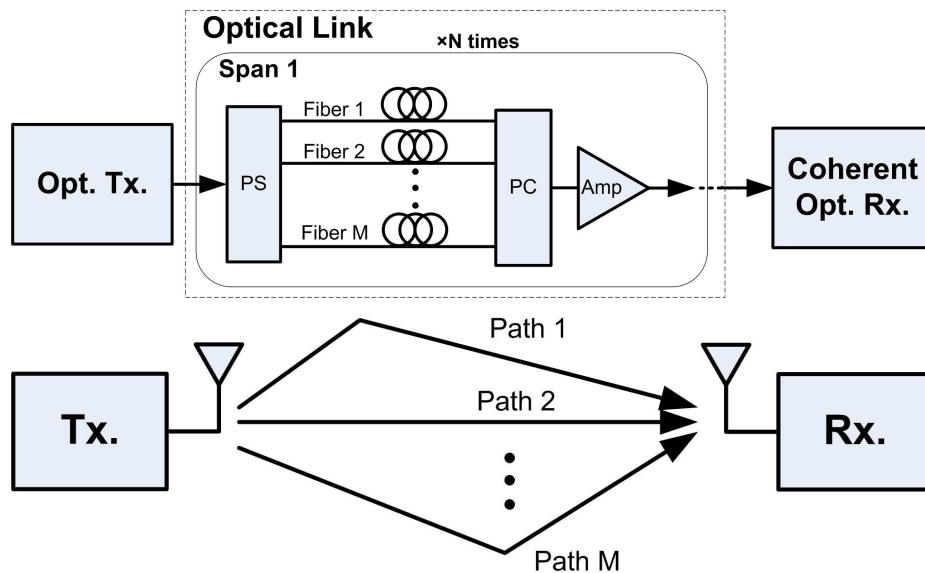 Optical Link
×N times
Span 1
Fiber 1
Fiber 2
Fiber M
Opt. Tx.
PS
PC
Amp
Coherent
Opt. Rx.
Path 1
Path 2
Tx.
Rx.
Path M